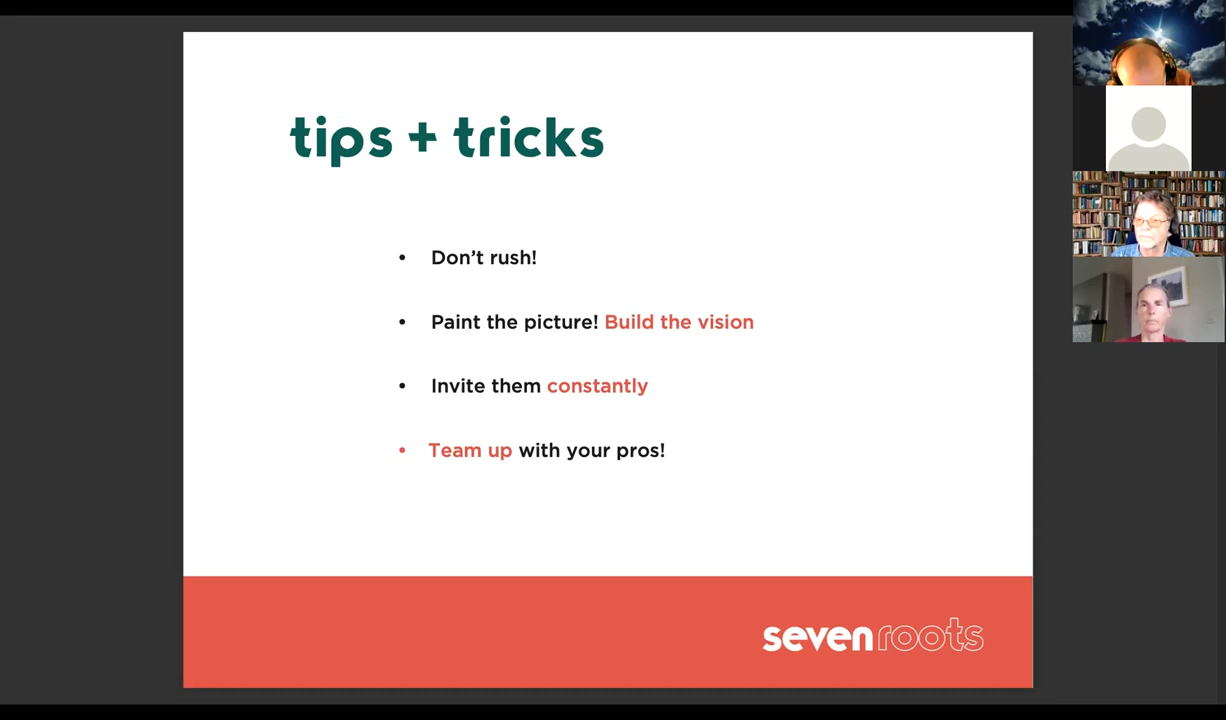 tips + tricks
• Don’t rush!
• Paint the picture! Build the vision
• Invite them constantly
• Team up with your pros!
sevenroots